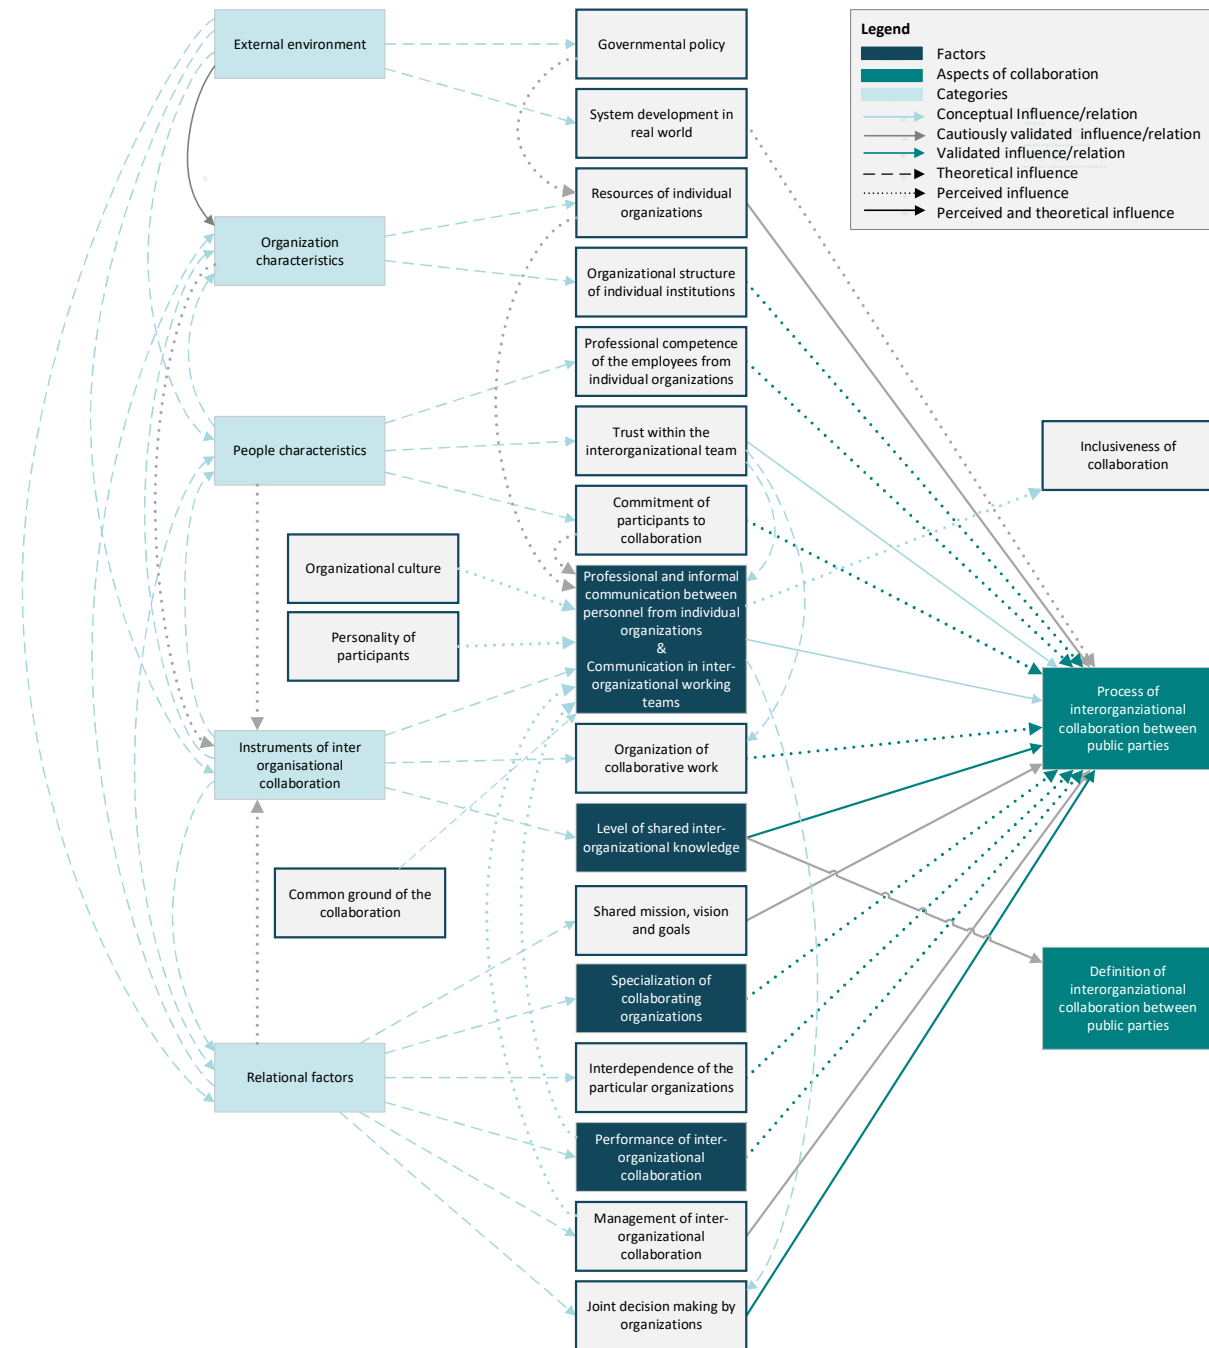 External environment
Organization
characteristics
People characteristics
Organizational culture
Personality of
participants
Instruments of inter
organisational
collaboration
Common ground of the
collaboration
Relational factors
Governmental policy
System development in
real world
Resources of individual
organizations
Organizational structure
of individual institutions
Professional competence
of the employees from
individual organizations
Trust within the
interorganizational team
Commitment of
participants to
collaboration
Professional and informal
communication between
personnel from individual
organizations
&
Communication in inter-
organizational working
teams
Organization of
collaborative work
Level of shared inter-
organizational knowledge
Shared mission, vision
and goals
Specialization of
collaborating
organizations
Interdependence of the
particular organizations
Performance of inter-
organizational
collaboration
Management of inter-
organizational
collaboration
Joint decision making by
organizations
Legend
Factors
Aspects of collaboration
Categories
Conceptual Influence/relation
Cautiously validated influence/relation
Validated influence/relation
Theoretical influence
Perceived influence
Perceived and theoretical influence
Inclusiveness of
collaboration
Process of
interorganziational
collaboration between
public parties
Definition of
interorganziational
collaboration between
public parties